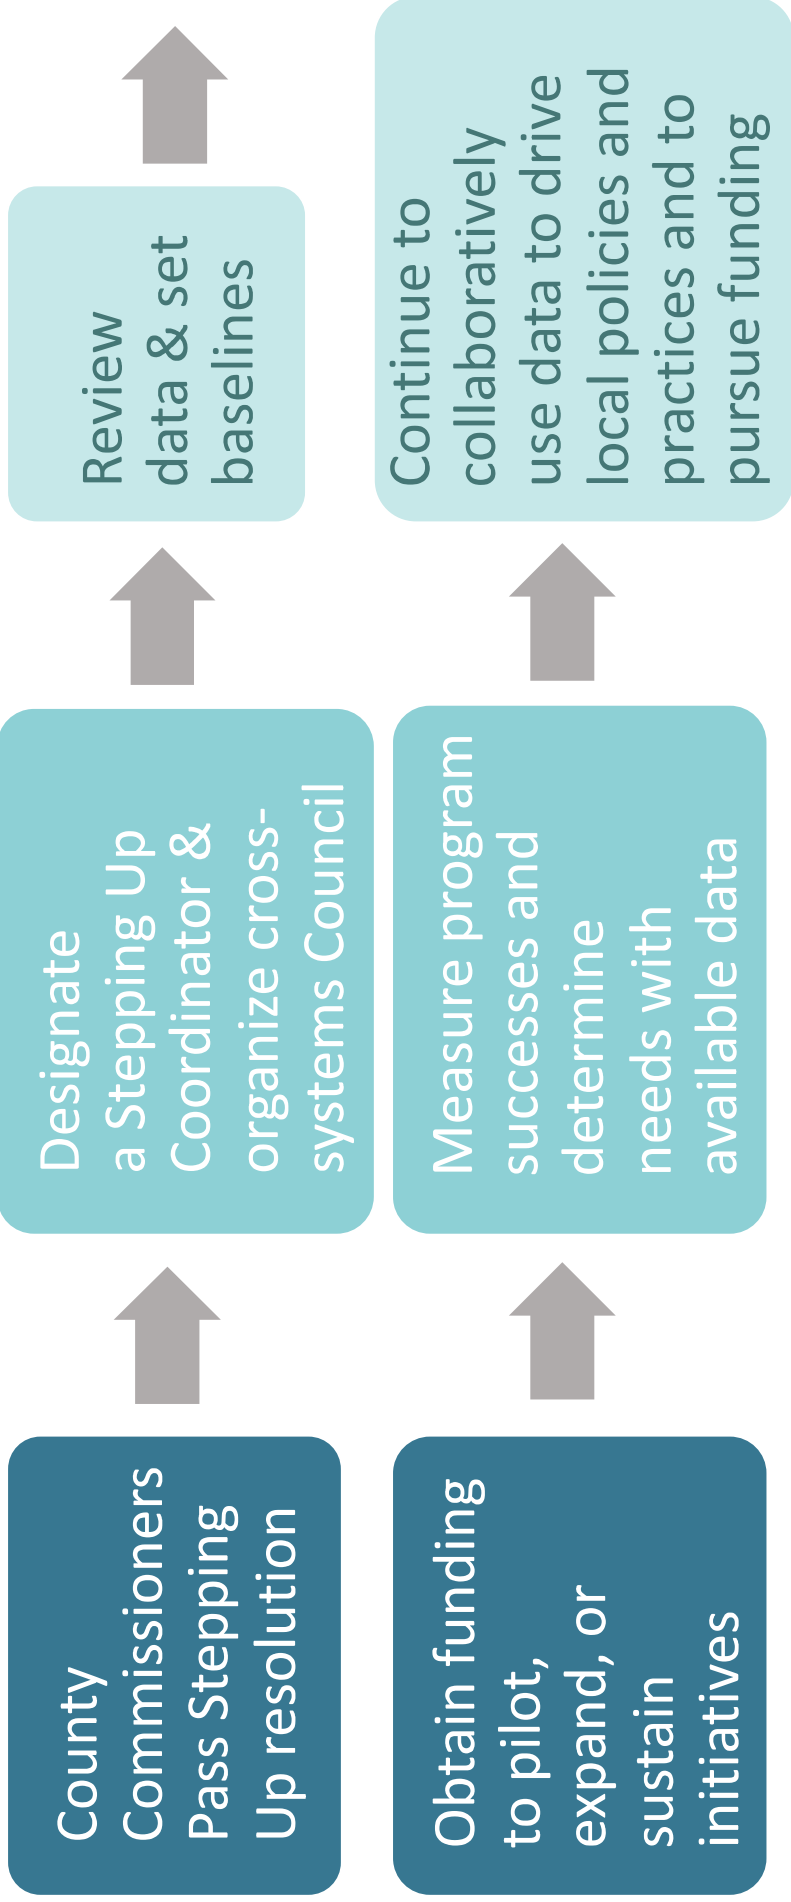 County
Commissioners
Pass Stepping
Up resolution
Designate
a Stepping Up
Coordinator &
organize cross-
systems Council
Review
data & set
baselines
Obtain funding
to pilot,
expand, or
sustain
initiatives
Measure program
successes and
determine
needs with
available data
Continue to
collaboratively
use data to drive
local policies and
practices and to
pursue funding